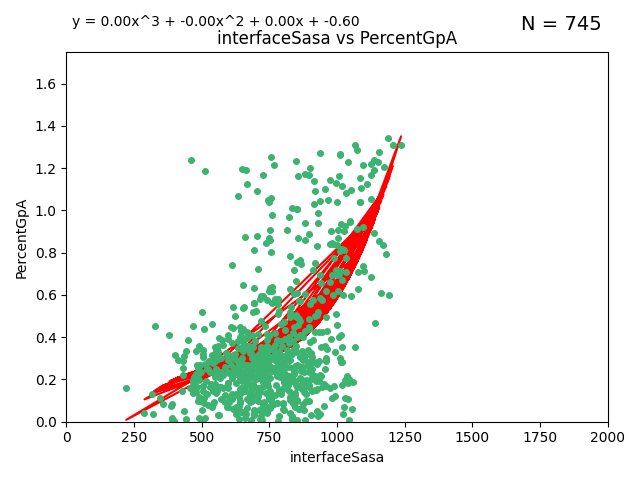 y = 0.00x^3 + -0.00x^2 + 0.00x + -0.60
N = 745
interfaceSasa vs PercentGpA
PercentGpA
1.6
1.4
1.2
1.0
0.8
0.6
0.4
0.2
0.0
0 250 500 750 1000 1250 1500 1750 2000
interfaceSasa